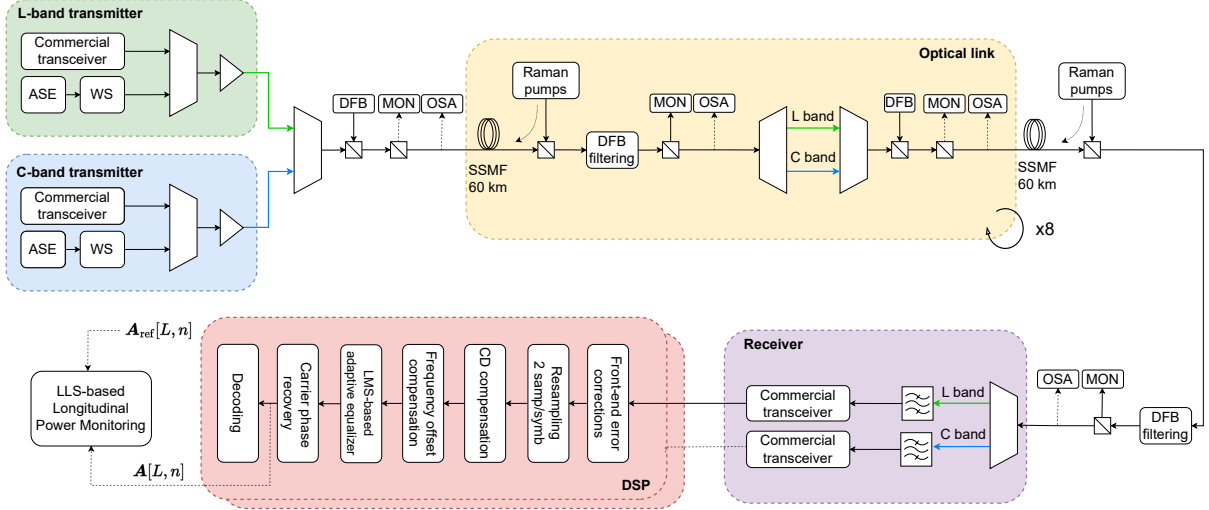 L-band transmitter
Commercial
transceiver
ASE
WS
C-band transmitter
Commercial
transceiver
ASE
WS
DFB
MON
OSA
SSMF
60 km
Raman
pumps
Optical link
DFB
filtering
MON
OSA
L band
C band
DFB
MON
OSA
x8
SSMF
60 km
Raman
pumps
DFB
filtering
MON
OSA
Receiver
L band
C band
Commercial
transceiver
Commercial
transceiver
DSP
Front-end error
corrections
Resampling
2 samp/symb
CD compensation
Frequency offset
compensation
LMS-based
adaptive equalizer
Carrier phase
recovery
Decoding
A_ref[L, n]
LLS-based
Longitudinal
Power Monitoring
A[L, n]